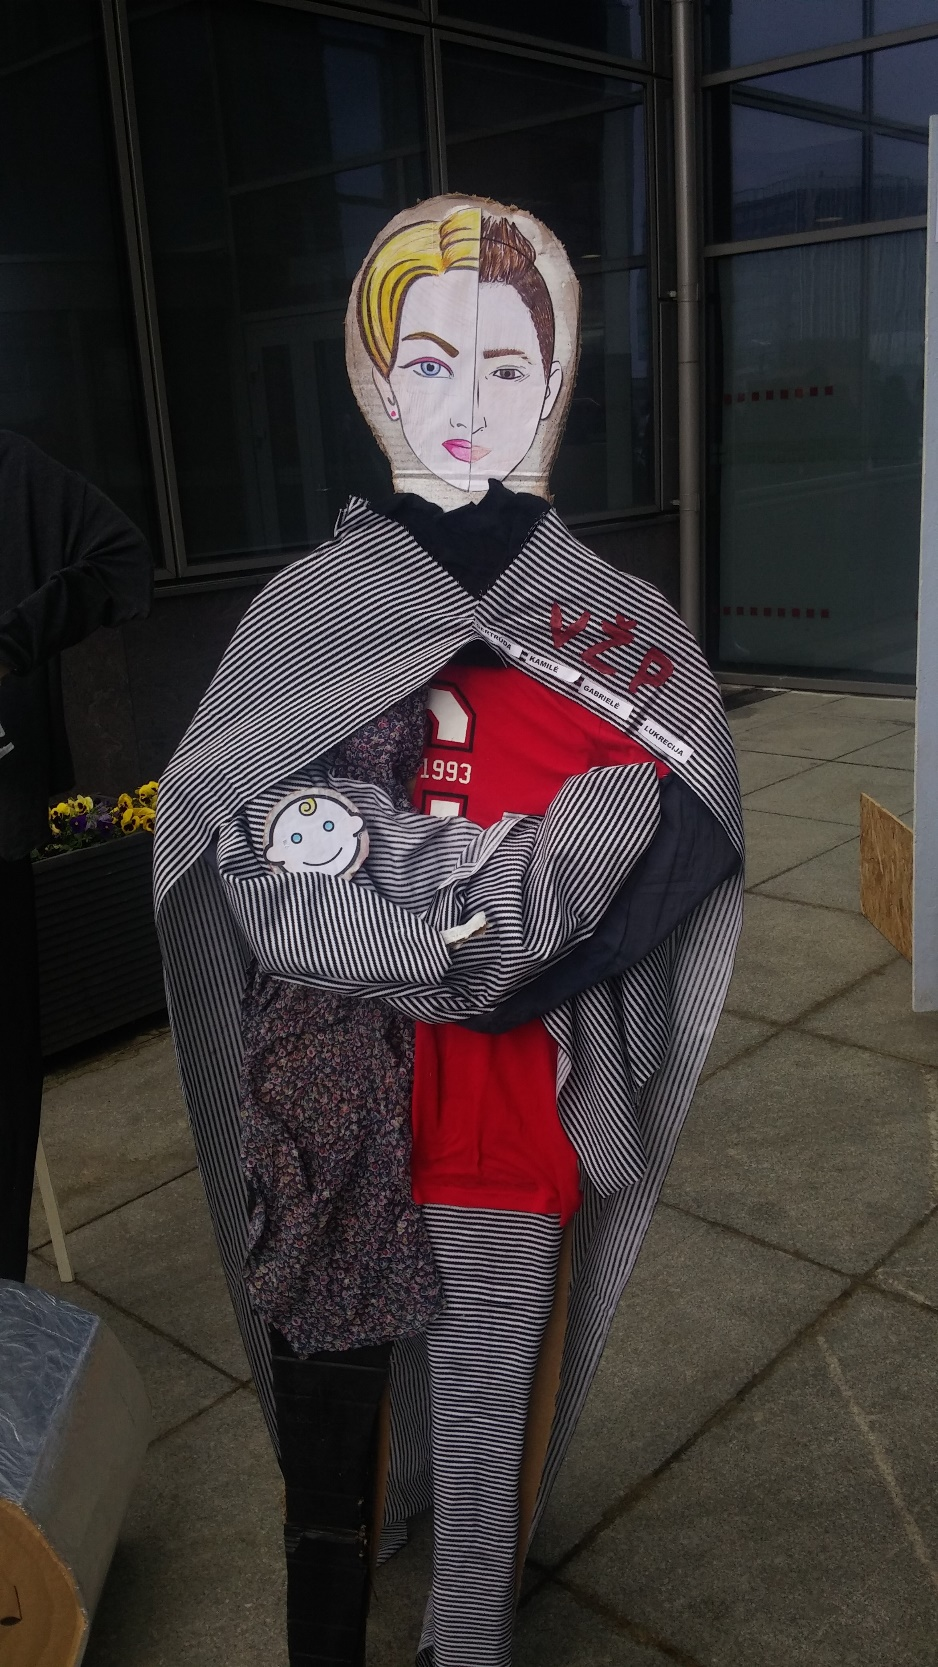 VŽP
KAMILĖ
GABRIELĖ
LUKRECIJA
1993